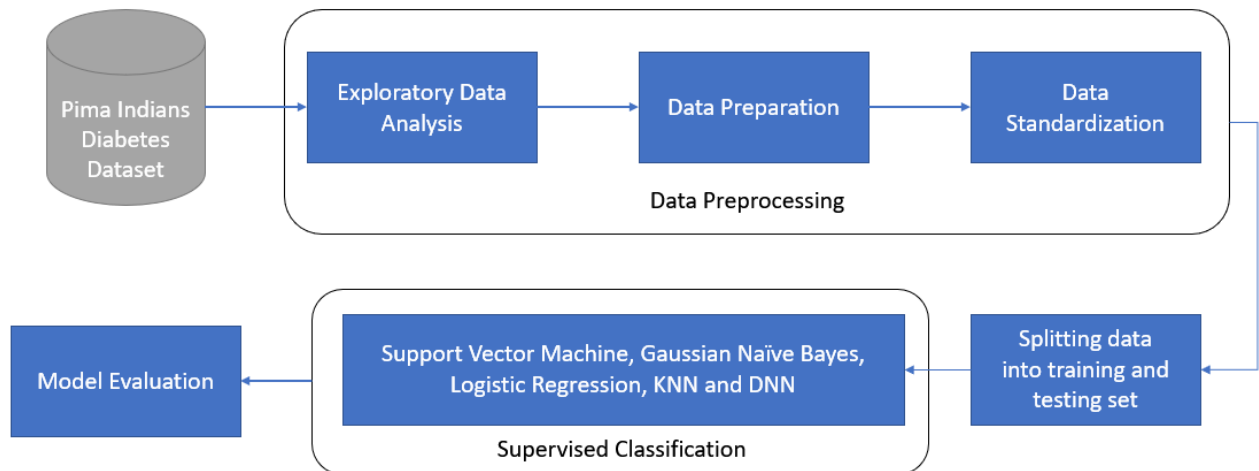 Pima Indians
Diabetes
Dataset
Exploratory Data
Analysis
Data Preparation
Data
Standardization
Data Preprocessing
Model Evaluation
Support Vector Machine, Gaussian Naïve Bayes,
Logistic Regression, KNN and DNN
Supervised Classification
Splitting data
into training and
testing set